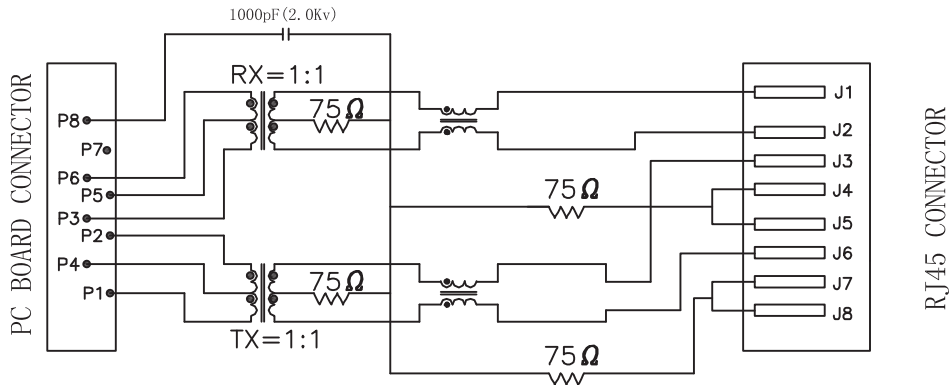 1000pF(2.0Kv)
PC BOARD CONNECTOR
RX=1:1
75Ω
P8
P7
P6
P5
P3
P2
P4
P1
75Ω
75Ω
TX=1:1
75Ω
J1
J2
J3
J4
J5
J6
J7
J8
RJ45 CONNECTOR